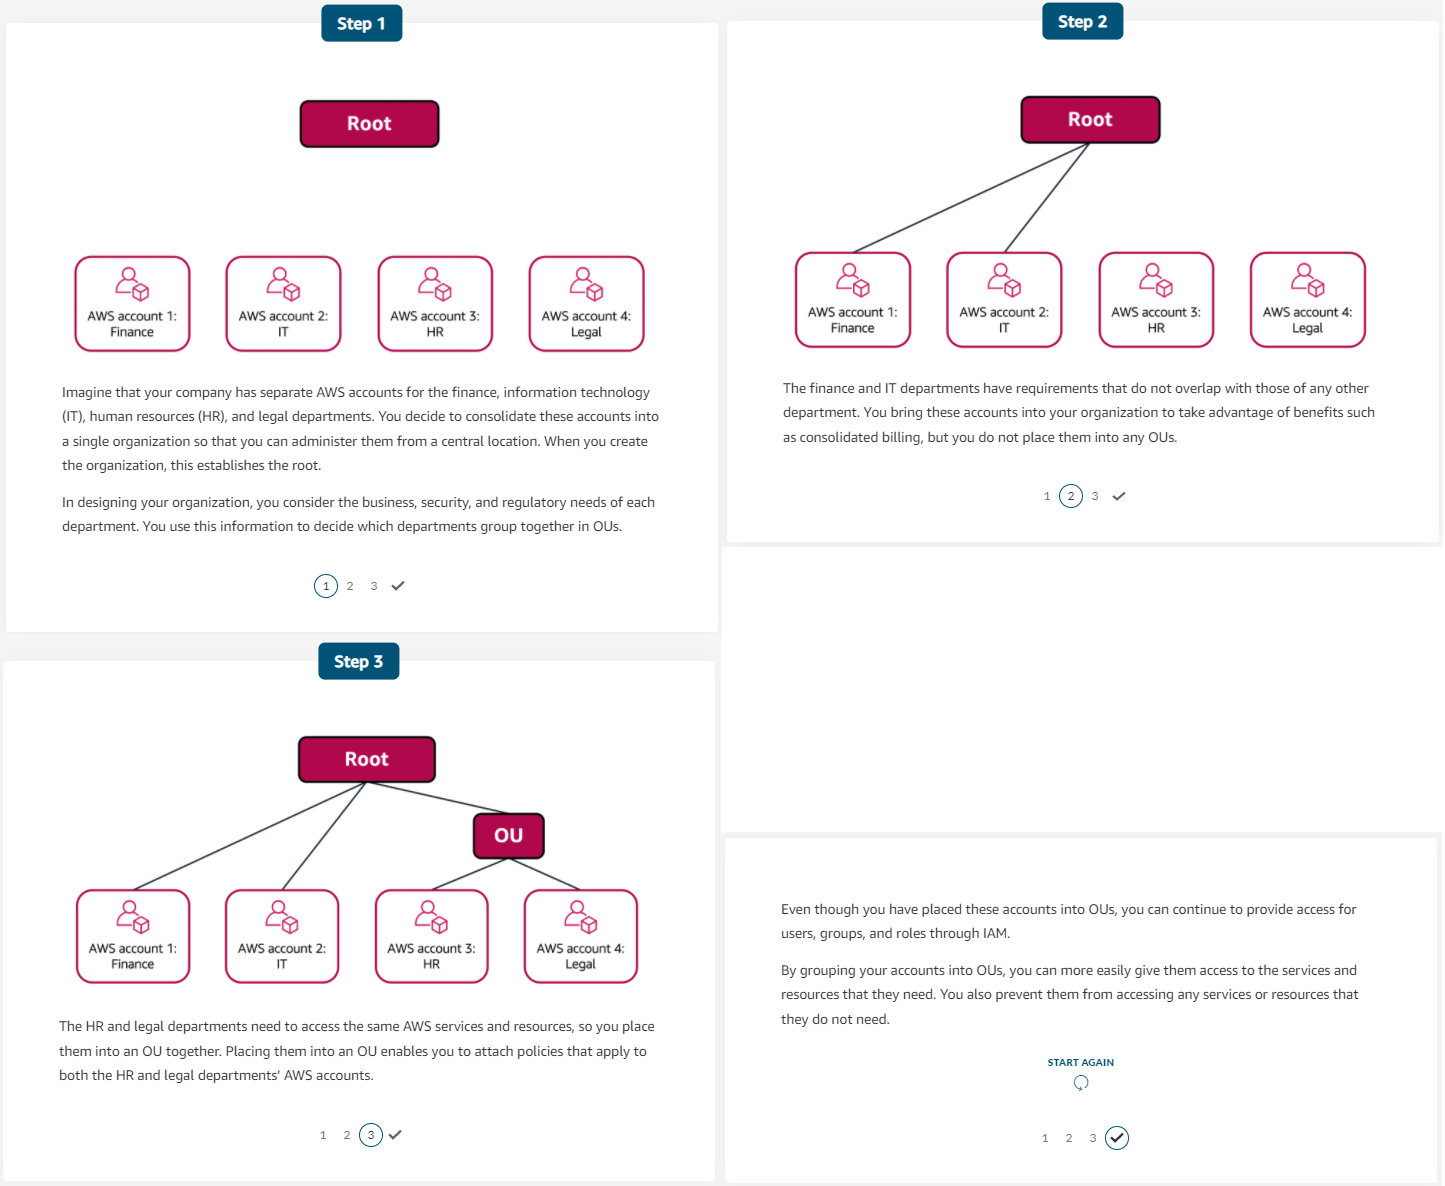 Step 1
Root
AWS account 1:
Finance
AWS account 2:
IT
AWS account 3:
HR
AWS account 4:
Legal
Imagine that your company has separate AWS accounts for the finance, information technology
(IT), human resources (HR), and legal departments. You decide to consolidate these accounts into
a single organization so that you can administer them from a central location. When you create
the organization, this establishes the root.
In designing your organization, you consider the business, security, and regulatory needs of each
department. You use this information to decide which departments group together in OUs.
1 2 3
Step 2
Root
AWS account 1:
Finance
AWS account 2:
IT
AWS account 3:
HR
AWS account 4:
Legal
The finance and IT departments have requirements that do not overlap with those of any other
department. You bring these accounts into your organization to take advantage of benefits such
as consolidated billing, but you do not place them into any OUs.
1 2 3
Step 3
Root
OU
AWS account 1:
Finance
AWS account 2:
IT
AWS account 3:
HR
AWS account 4:
Legal
The HR and legal departments need to access the same AWS services and resources, so you place
them into an OU together. Placing them into an OU enables you to attach policies that apply to
both the HR and legal departments' AWS accounts.
1 2 3
Even though you have placed these accounts into OUs, you can continue to provide access for
users, groups, and roles through IAM.
By grouping your accounts into OUs, you can more easily give them access to the services and
resources that they need. You also prevent them from accessing any services or resources that
they do not need.
START AGAIN
1 2 3